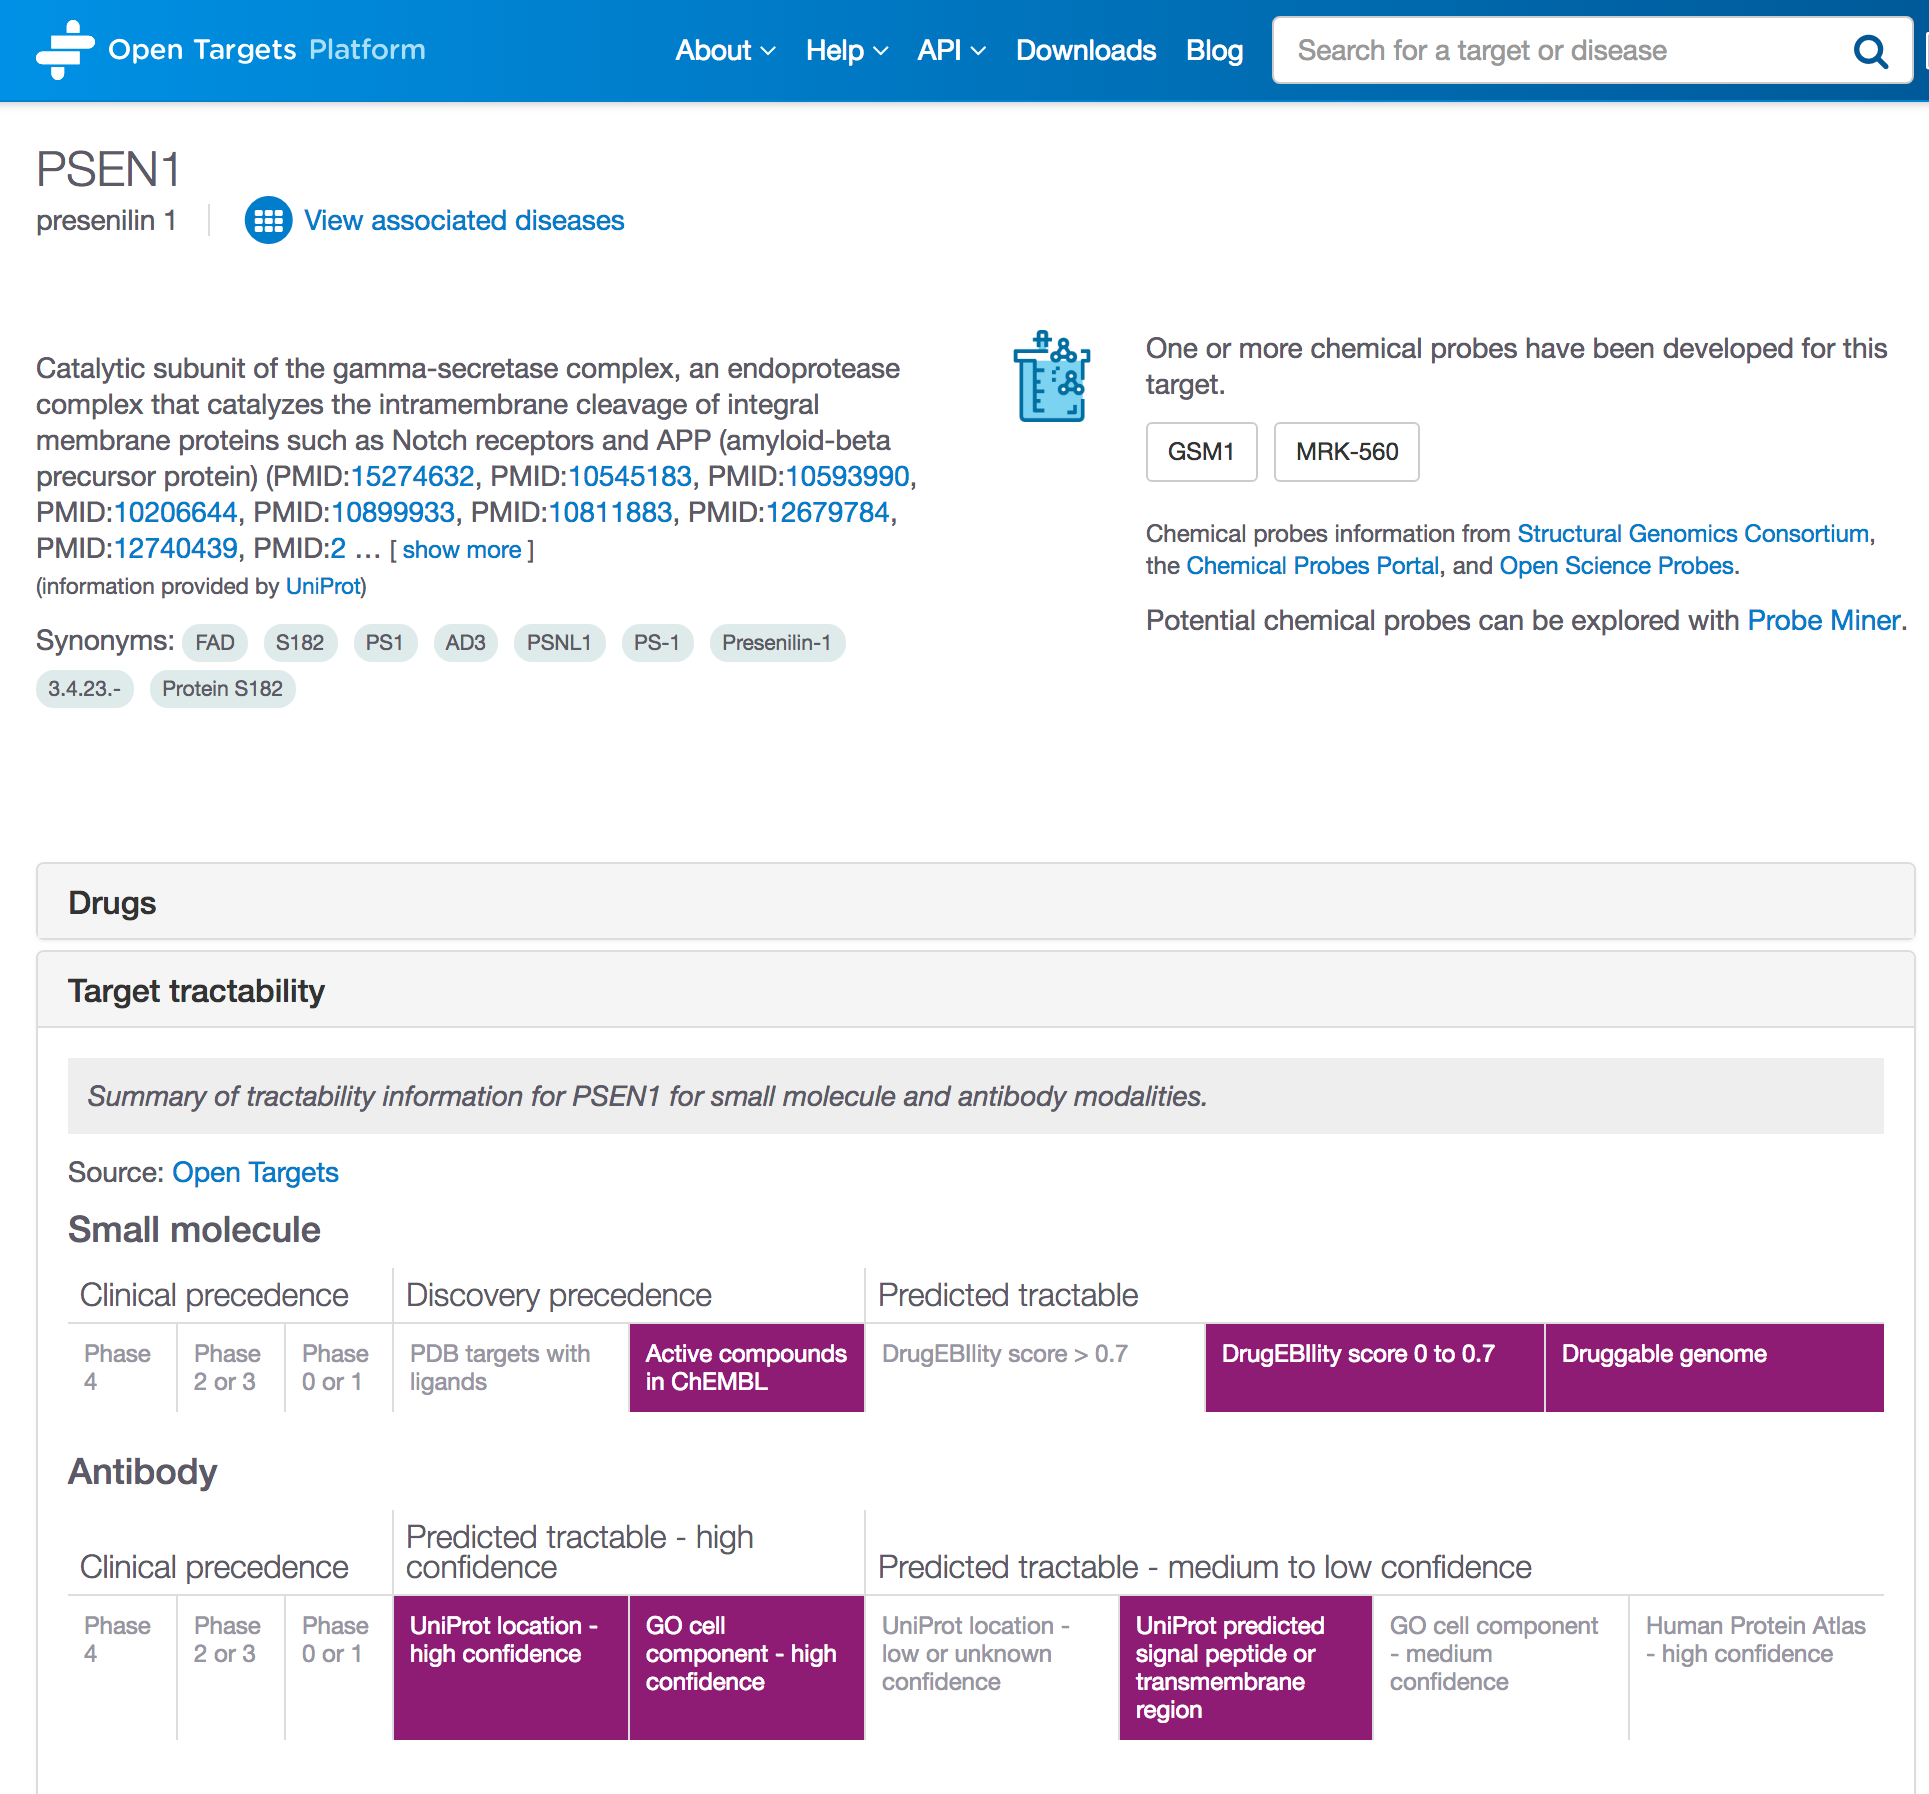 Open Targets Platform
About
Help
API
Downloads
Blog
Search for a target or disease
PSEN1
presenilin 1
View associated diseases
Catalytic subunit of the gamma-secretase complex, an endoprotease
complex that catalyzes the intramembrane cleavage of integral
membrane proteins such as Notch receptors and APP (amyloid-beta
precursor protein) (PMID:15274632, PMID:10545183, PMID:10593990,
PMID:10206644, PMID:10899933, PMID:10811883, PMID:12679784,
PMID:12740439, PMID:2 ... [ show more ]
(information provided by UniProt)
Synonyms: FAD S182 PS1 AD3 PSNL1 PS-1 Presenilin-1
3.4.23.- Protein S182
One or more chemical probes have been developed for this
target.
GSM1 MRK-560
Chemical probes information from Structural Genomics Consortium,
the Chemical Probes Portal, and Open Science Probes.
Potential chemical probes can be explored with Probe Miner.
Drugs
Target tractability
Summary of tractability information for PSEN1 for small molecule and antibody modalities.
Source: Open Targets
Small molecule
Clinical precedence
Discovery precedence
Predicted tractable
Phase
4
Phase
2 or 3
Phase
0 or 1
PDB targets with
ligands
Active compounds
in ChEMBL
DrugEBIlity score > 0.7
DrugEBIlity score 0 to 0.7
Druggable genome
Antibody
Clinical precedence
Predicted tractable - high
confidence
Predicted tractable - medium to low confidence
Phase
4
Phase
2 or 3
Phase
0 or 1
UniProt location -
high confidence
GO cell
component - high
confidence
UniProt location -
low or unknown
confidence
UniProt predicted
signal peptide or
transmembrane
region
GO cell component
- medium
confidence
Human Protein Atlas
- high confidence